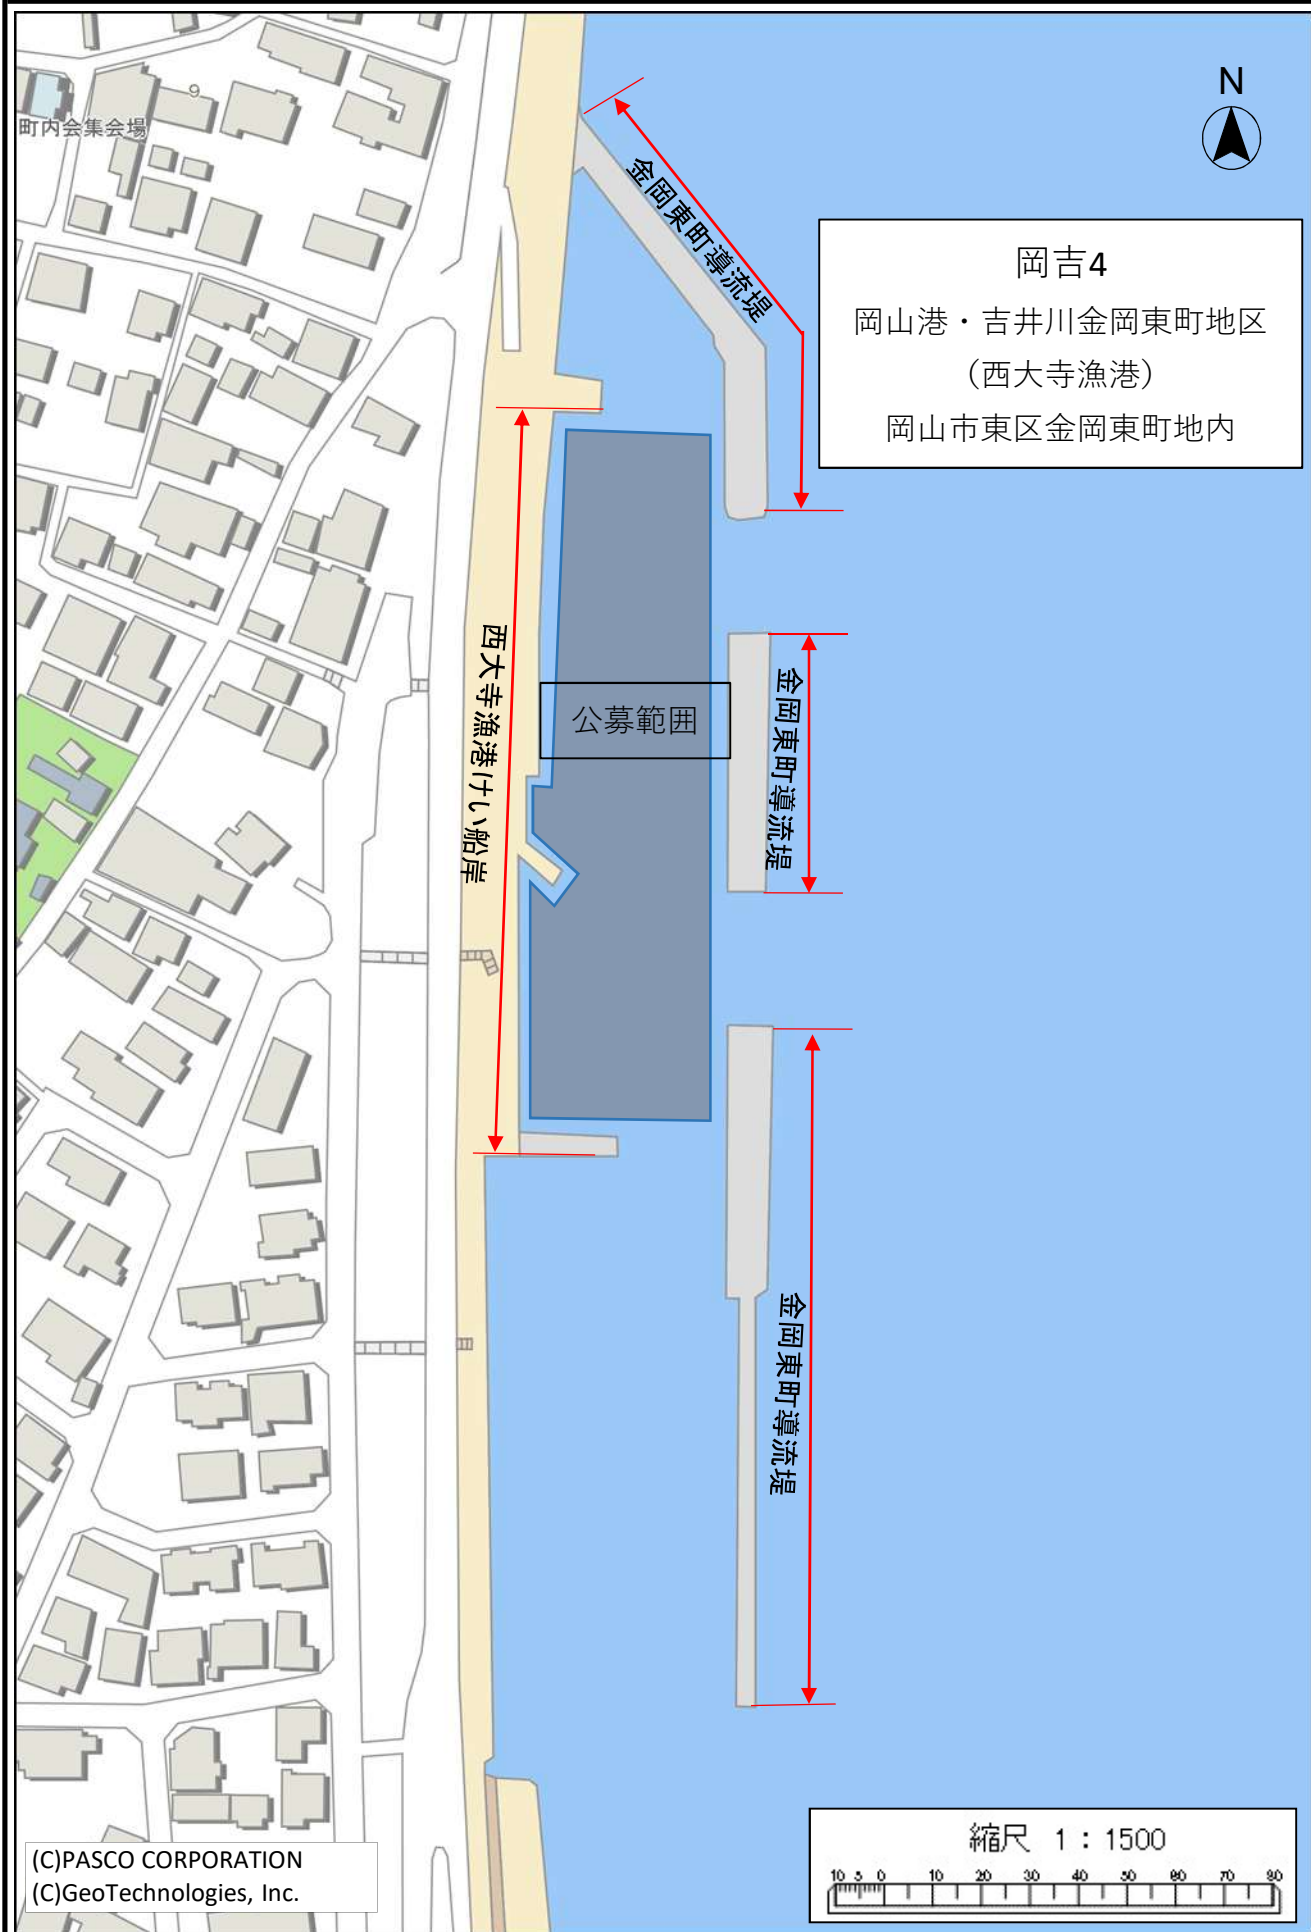 町内会集会場
9
N
岡吉4
岡山港・吉井川金岡東町地区
（西大寺漁港）
岡山市東区金岡東町地内
金岡東町導流堤
西大寺漁港けい船岸
公募範囲
金岡東町導流堤
金岡東町導流堤
縮尺 1：1500
10 5 0 10 20 30 40 50 60 70 80
(C)PASCO CORPORATION
(C)GeoTechnologies, Inc.